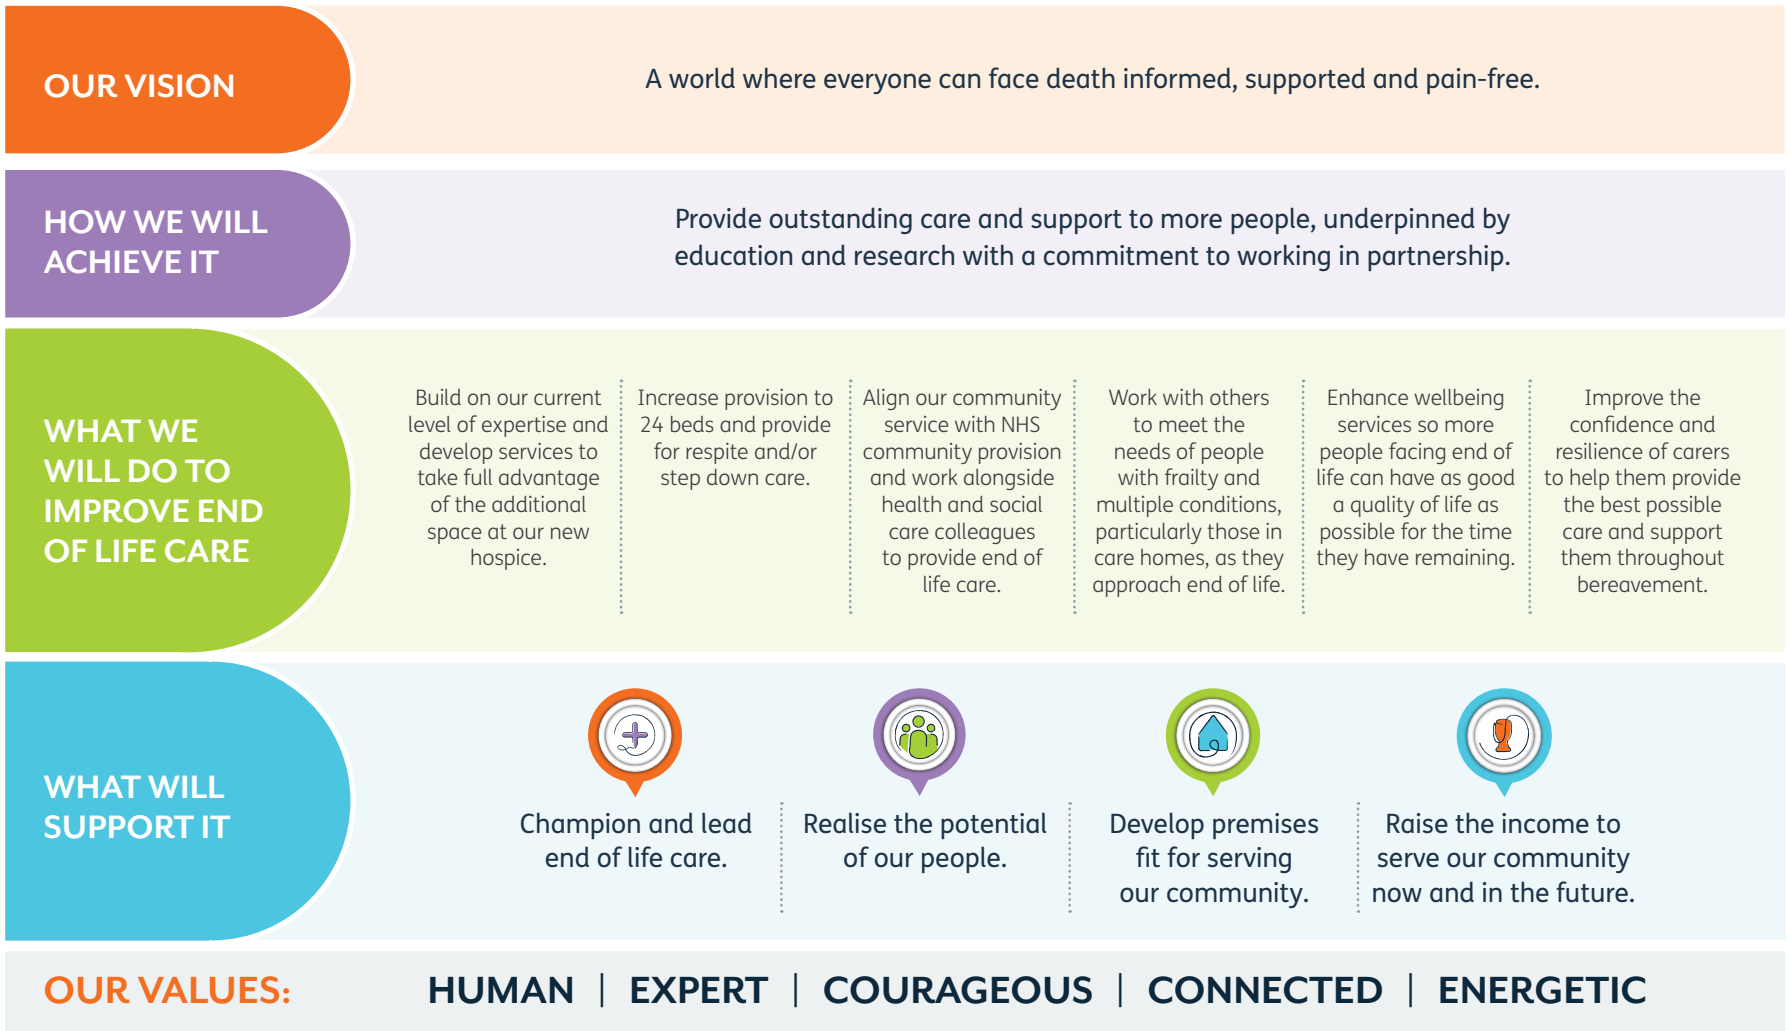 OUR VISION
A world where everyone can face death informed, supported and pain-free.
HOW WE WILL
ACHIEVE IT
Provide outstanding care and support to more people, underpinned by
education and research with a commitment to working in partnership.
WHAT WE
WILL DO TO
IMPROVE END
OF LIFE CARE
Build on our current
level of expertise and
develop services to
take full advantage
of the additional
space at our new
hospice.
Increase provision to
24 beds and provide
for respite and/or
step down care.
Align our community
service with NHS
community provision
and work alongside
health and social
care colleagues
to provide end of
life care.
Work with others
to meet the
needs of people
with frailty and
multiple conditions,
particularly those in
care homes, as they
approach end of life.
Enhance wellbeing
services so more
people facing end of
life can have as good
a quality of life as
possible for the time
they have remaining.
Improve the
confidence and
resilience of carers
to help them provide
the best possible
care and support
them throughout
bereavement.
WHAT WILL
SUPPORT IT
Champion and lead
end of life care.
Realise the potential
of our people.
Develop premises
fit for serving
our community.
Raise the income to
serve our community
now and in the future.
OUR VALUES:
HUMAN | EXPERT | COURAGEOUS | CONNECTED | ENERGETIC